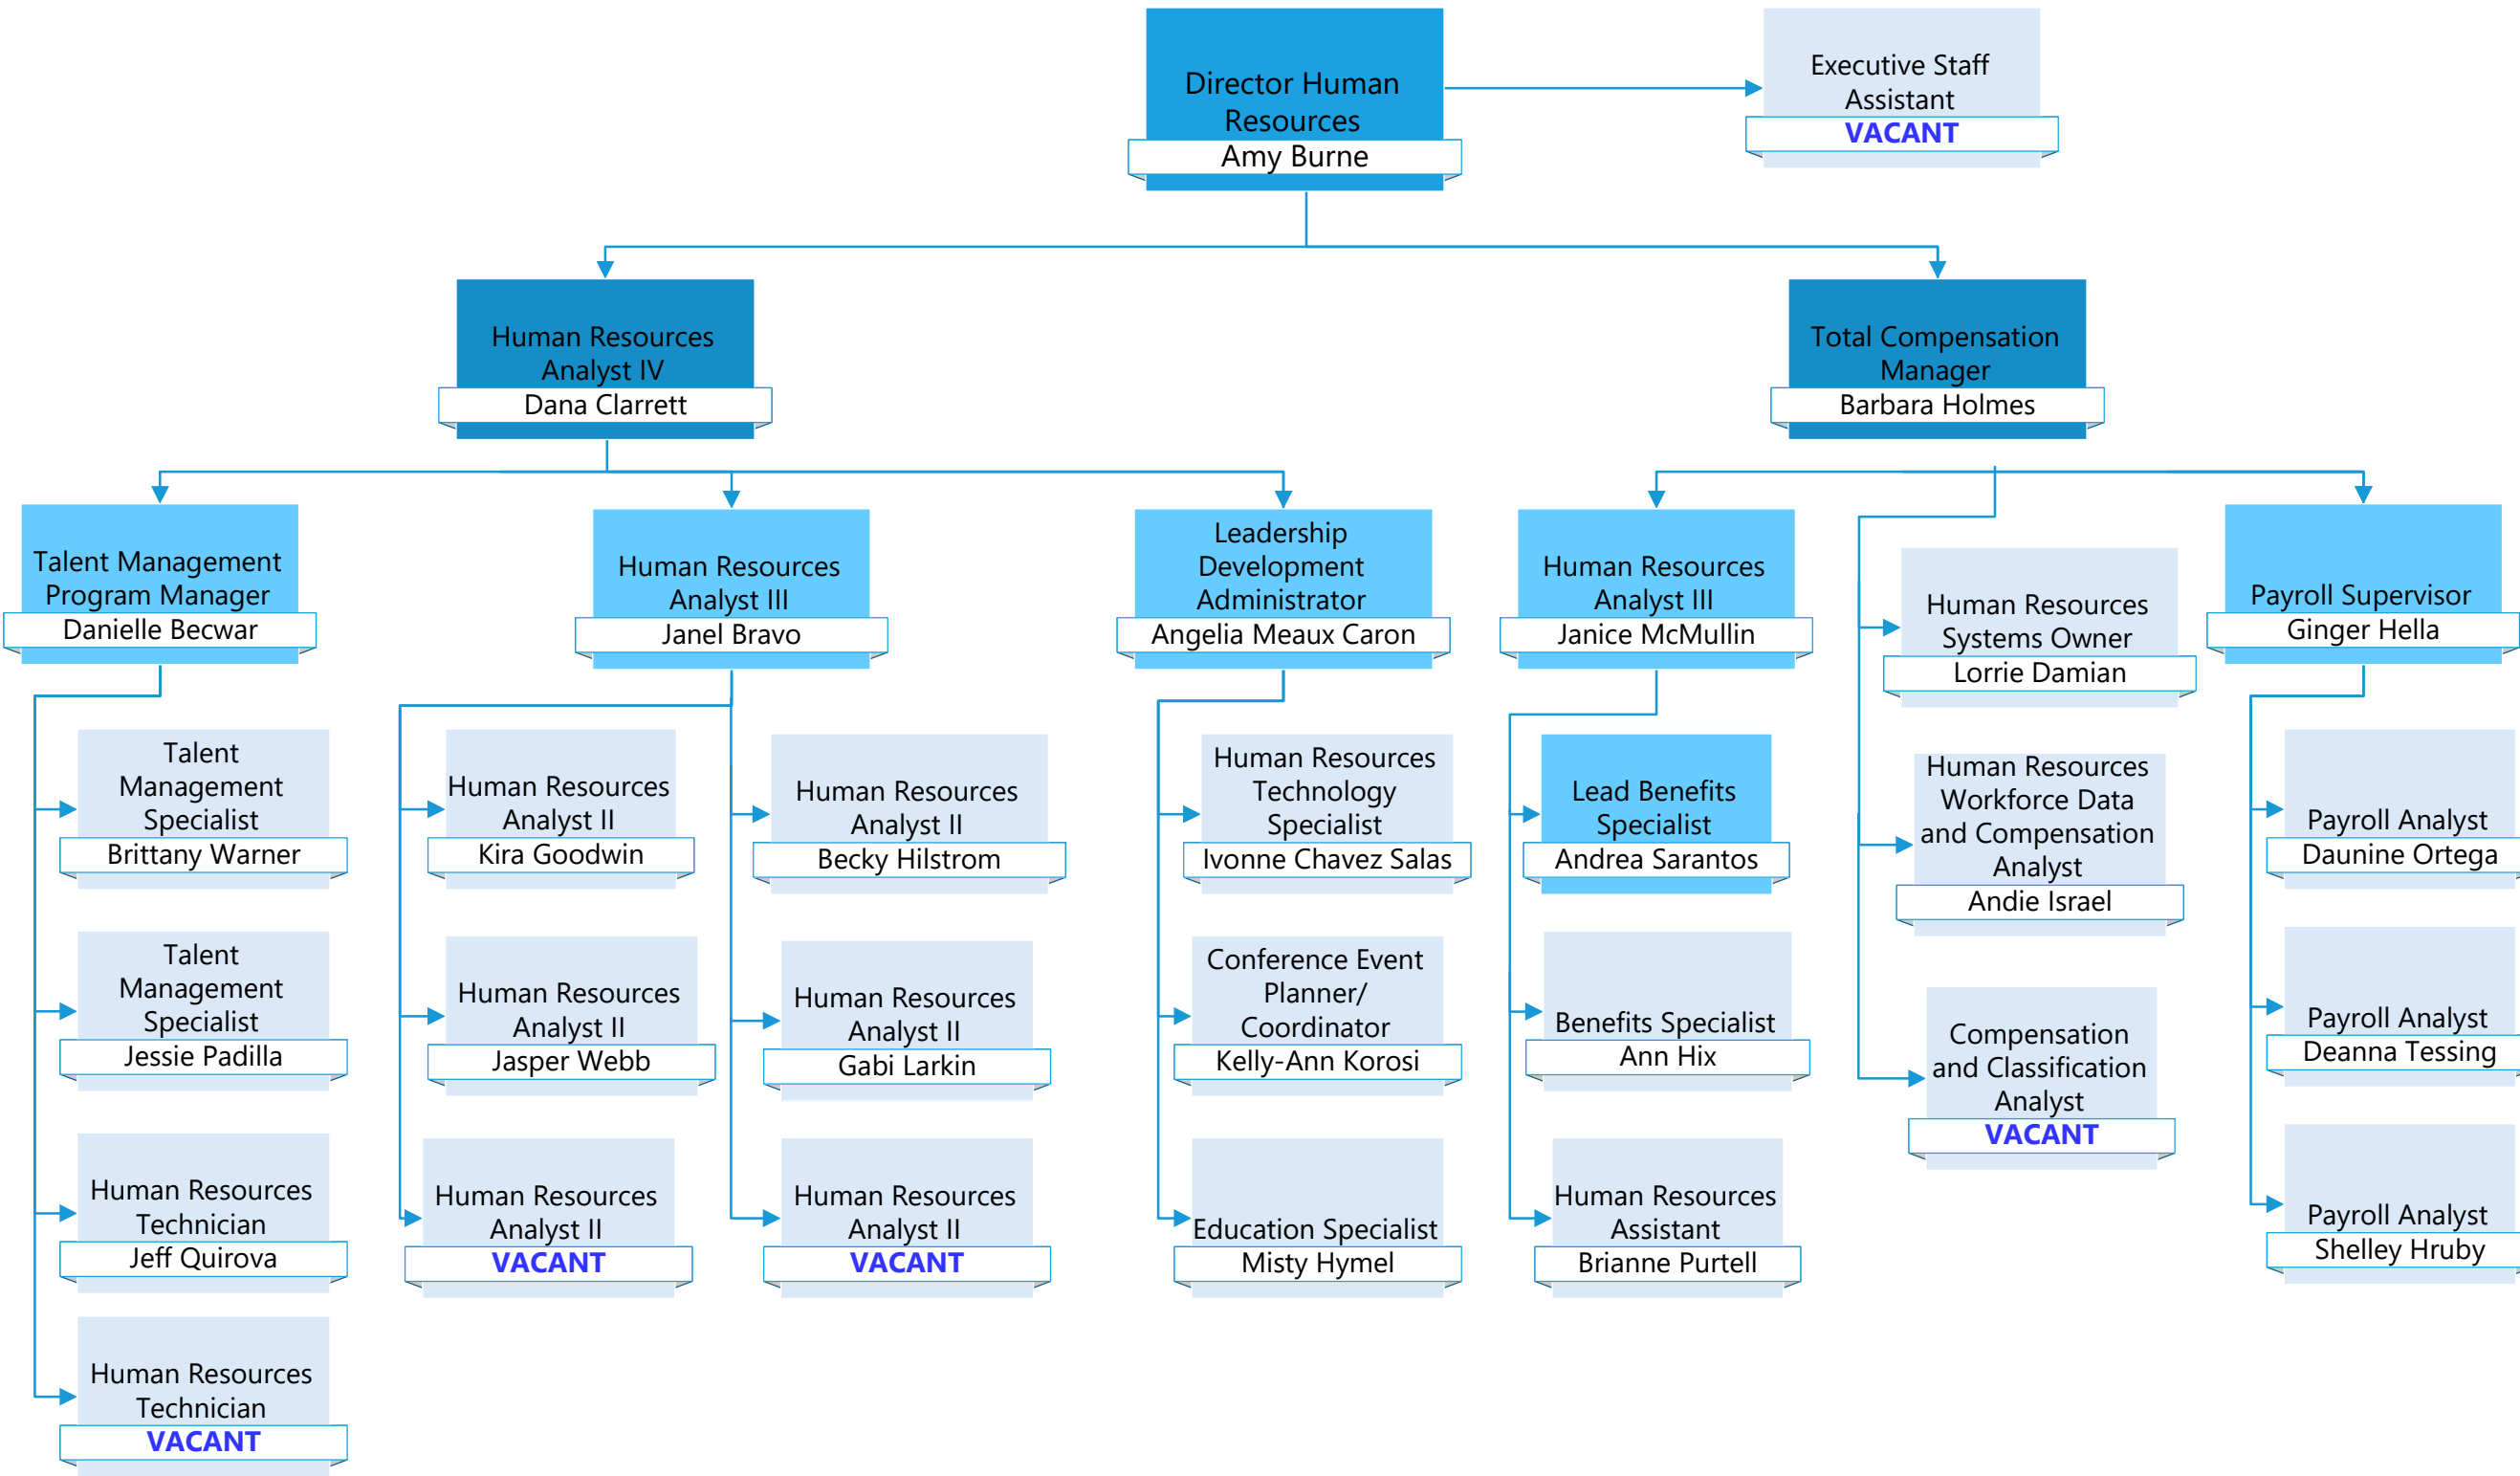 Director Human
Resources
Amy Burne
Executive Staff
Assistant
VACANT
Human Resources
Analyst IV
Dana Clarrett
Total Compensation
Manager
Barbara Holmes
Talent Management
Program Manager
Danielle Becwar
Human Resources
Analyst III
Janel Bravo
Leadership
Development
Administrator
Angelia Meaux Caron
Human Resources
Analyst III
Janice McMullin
Human Resources
Systems Owner
Lorrie Damian
Payroll Supervisor
Ginger Hella
Talent
Management
Specialist
Brittany Warner
Human Resources
Analyst II
Kira Goodwin
Human Resources
Analyst II
Becky Hilstrom
Human Resources
Technology
Specialist
Ivonne Chavez Salas
Lead Benefits
Specialist
Andrea Sarantos
Human Resources
Workforce Data
and Compensation
Analyst
Andie Israel
Payroll Analyst
Daunine Ortega
Talent
Management
Specialist
Jessie Padilla
Human Resources
Analyst II
Jasper Webb
Human Resources
Analyst II
Gabi Larkin
Conference Event
Planner/
Coordinator
Kelly-Ann Korosi
Benefits Specialist
Ann Hix
Compensation
and Classification
Analyst
VACANT
Payroll Analyst
Deanna Tessing
Human Resources
Technician
Jeff Quirova
Human Resources
Analyst II
VACANT
Human Resources
Analyst II
VACANT
Education Specialist
Misty Hymel
Human Resources
Assistant
Brianne Purtell
Payroll Analyst
Shelley Hruby
Human Resources
Technician
VACANT